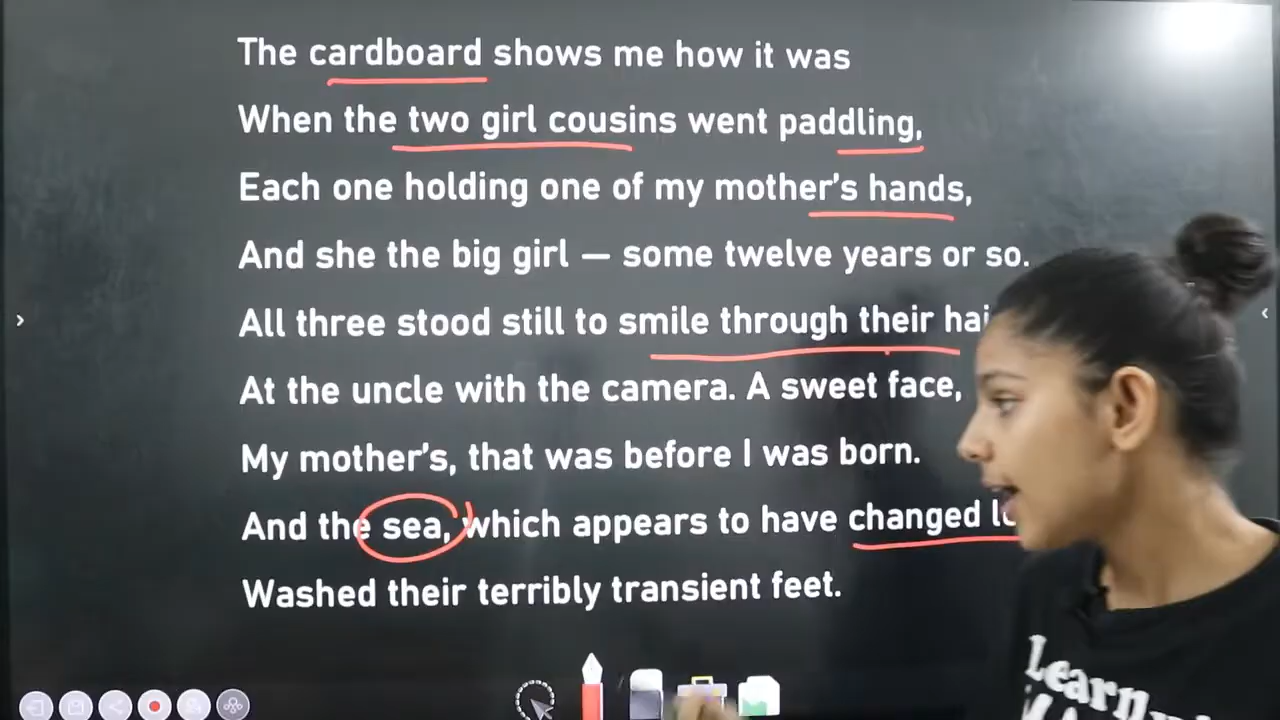 The cardboard shows me how it was
When the two girl cousins went paddling,
Each one holding one of my mother's hands,
And she the big girl — some twelve years or so.
All three stood still to smile through their
At the uncle with the camera. A sweet face,
My mother's, that was before I was born.
And the sea, which appears to have changed
Washed their terribly transient feet.